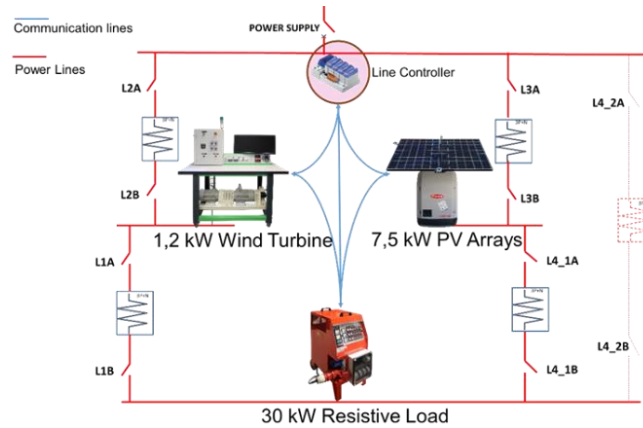 Communication lines
Power Lines
POWER SUPPLY
Line Controller
L2A
L3A
L4_2A
L2B
L3B
1,2 kW Wind Turbine
7,5 kW PV Arrays
L1A
L4_1A
L4_2B
L1B
L4_1B
30 kW Resistive Load